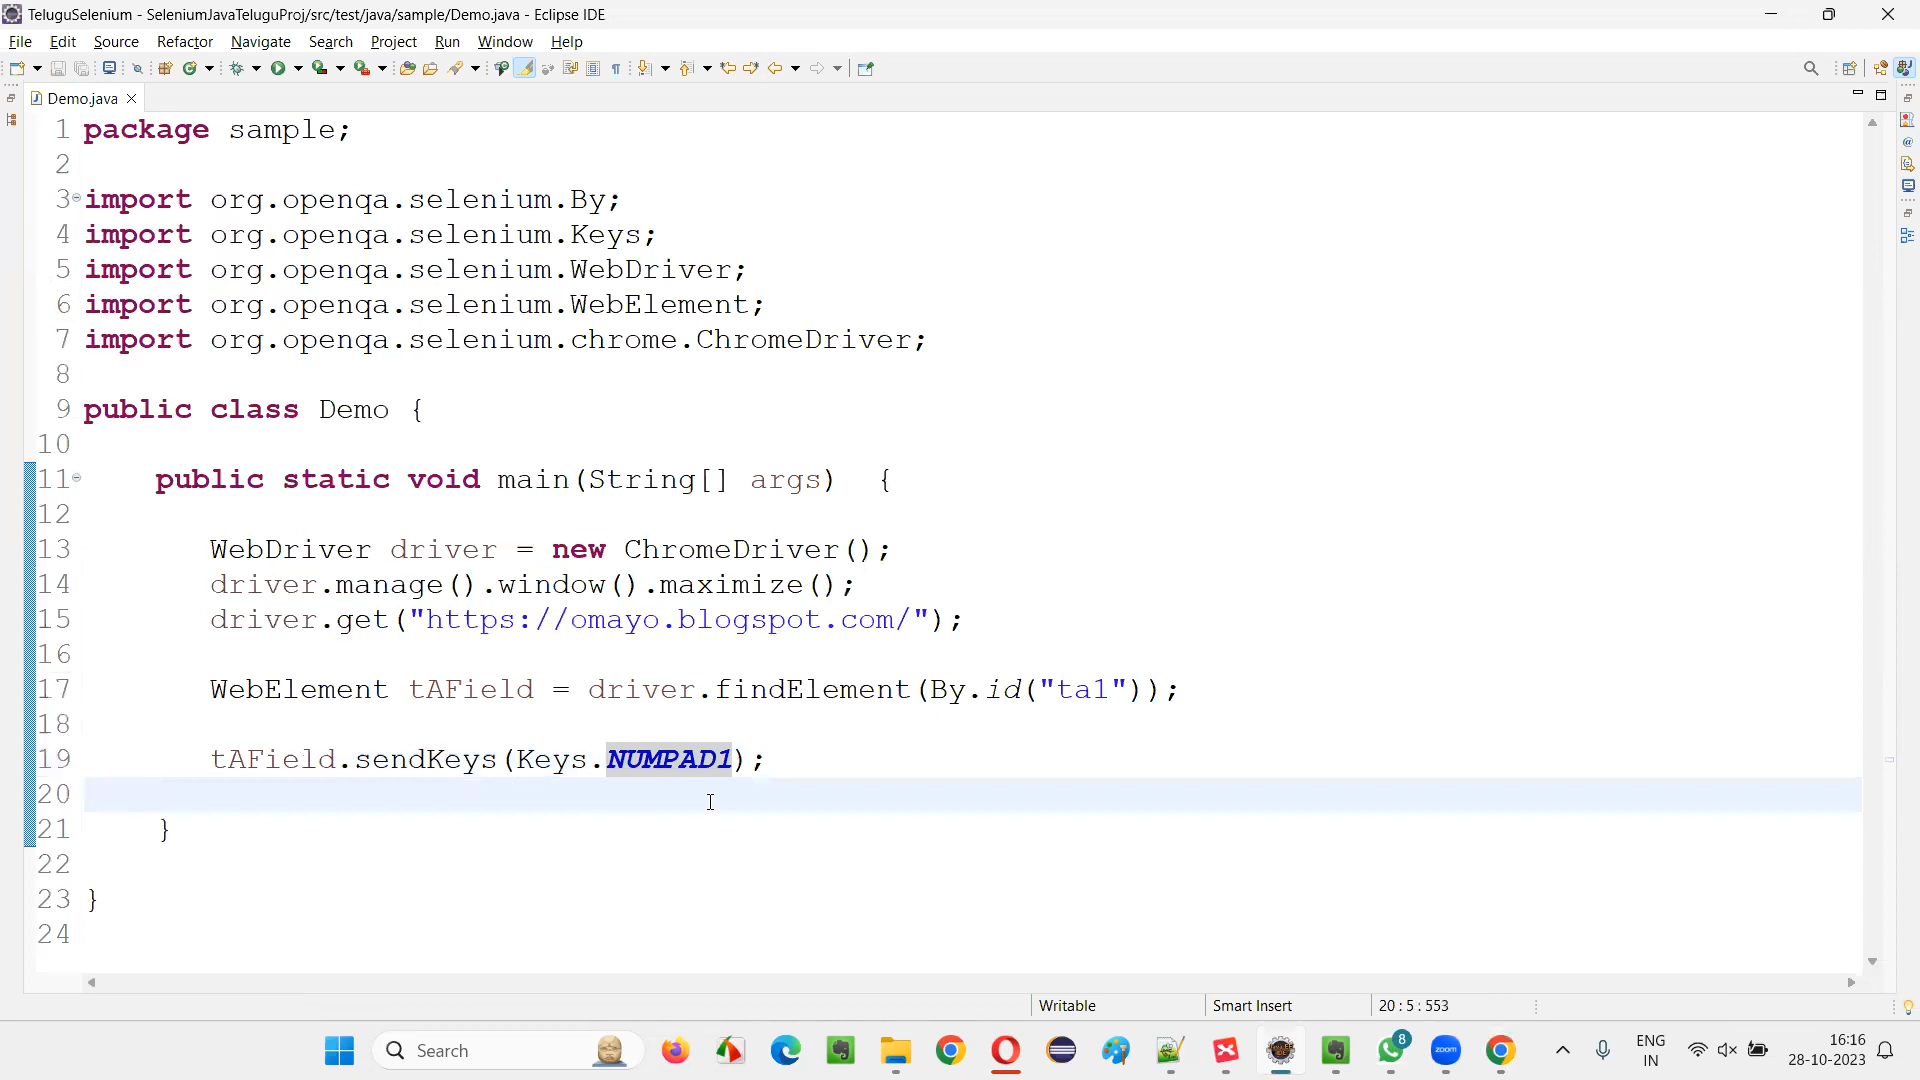 TeluguSelenium - SeleniumJavaTeluguProj/src/test/java/sample/Demo.java - Eclipse IDE
File Edit Source Refactor Navigate Search Project Run Window Help
Demo.java
1 package sample;
2
3 import org.openqa.selenium.By;
4 import org.openqa.selenium.Keys;
5 import org.openqa.selenium.WebDriver;
6 import org.openqa.selenium.WebElement;
7 import org.openqa.selenium.chrome.ChromeDriver;
8
9 public class Demo {
10
11 public static void main(String[] args) {
12
13 WebDriver driver = new ChromeDriver();
14 driver.manage().window().maximize();
15 driver.get("https://omayo.blogspot.com/");
16
17 WebElement tAField = driver.findElement(By.id("ta1"));
18
19 tAField.sendKeys(Keys.NUMPAD1);
20
21 }
22
23 }
24
Writable Smart Insert 20 : 5 : 553
Search
8
zoom
ENG
IN
16:16
28-10-2023